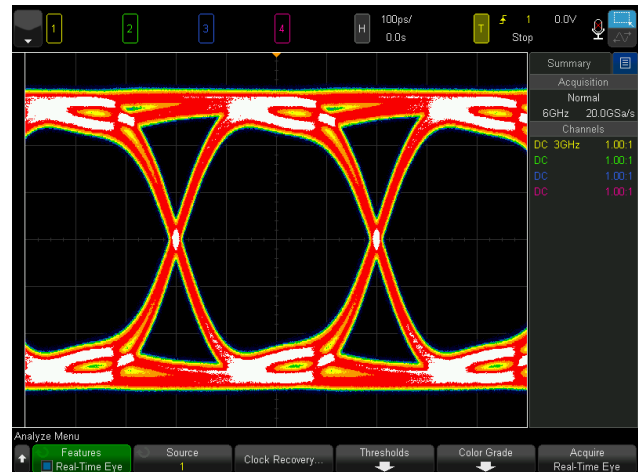 1 2 3 4 H 100ps/ 0.0s T 1 0.0V Stop
Summary
Acquisition
Normal
6GHz 20.0GSa/s
Channels
DC 3GHz 1.00:1
DC 1.00:1
DC 1.00:1
DC 1.00:1
Analyze Menu
Features Real-Time Eye
Source 1
Clock Recovery...
Thresholds
Color Grade
Acquire Real-Time Eye